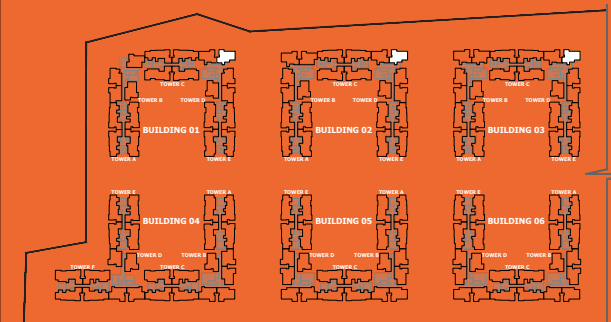 TOWER C TOWER C TOWER C
TOWER B TOWER D TOWER B TOWER D TOWER B TOWER D
BUILDING 01 BUILDING 02 BUILDING 03
TOWER A TOWER E TOWER A TOWER E TOWER A TOWER E
TOWER E TOWER A TOWER E TOWER A TOWER E TOWER A
BUILDING 04 BUILDING 05 BUILDING 06
TOWER D TOWER B TOWER D TOWER B TOWER D TOWER B
TOWER F TOWER C TOWER C TOWER C